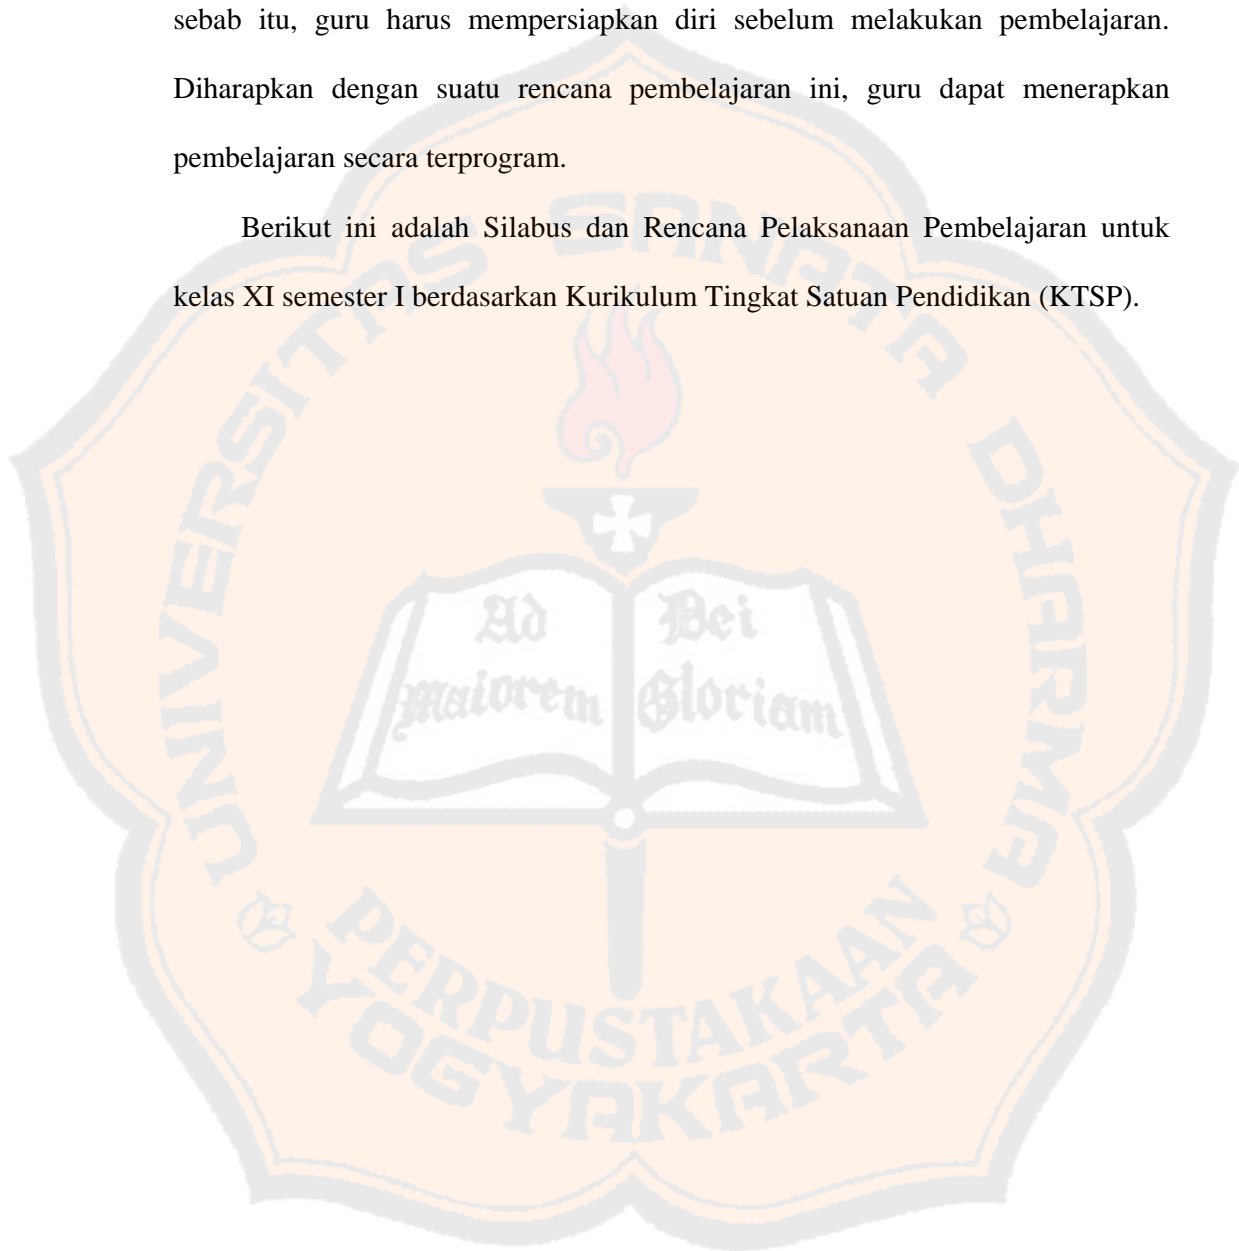 sebab itu, guru harus mempersiapkan diri sebelum melakukan pembelajaran.
Diharapkan dengan suatu rencana pembelajaran ini, guru dapat menerapkan
pembelajaran secara terprogram.
Berikut ini adalah Silabus dan Rencana Pelaksanaan Pembelajaran untuk
kelas XI semester I berdasarkan Kurikulum Tingkat Satuan Pendidikan (KTSP).
UNIVERSITAS SANATA DHARMA
Ad Dei
Maiorem Gloriam
PERPUSTAKAAN
YOGYAKARTA